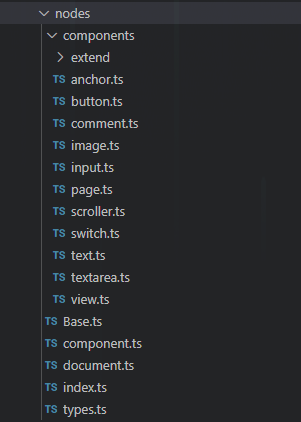 nodes
components
extend
TS anchor.ts
TS button.ts
TS comment.ts
TS image.ts
TS input.ts
TS page.ts
TS scroller.ts
TS switch.ts
TS text.ts
TS textarea.ts
TS view.ts
TS Base.ts
TS component.ts
TS document.ts
TS index.ts
TS types.ts